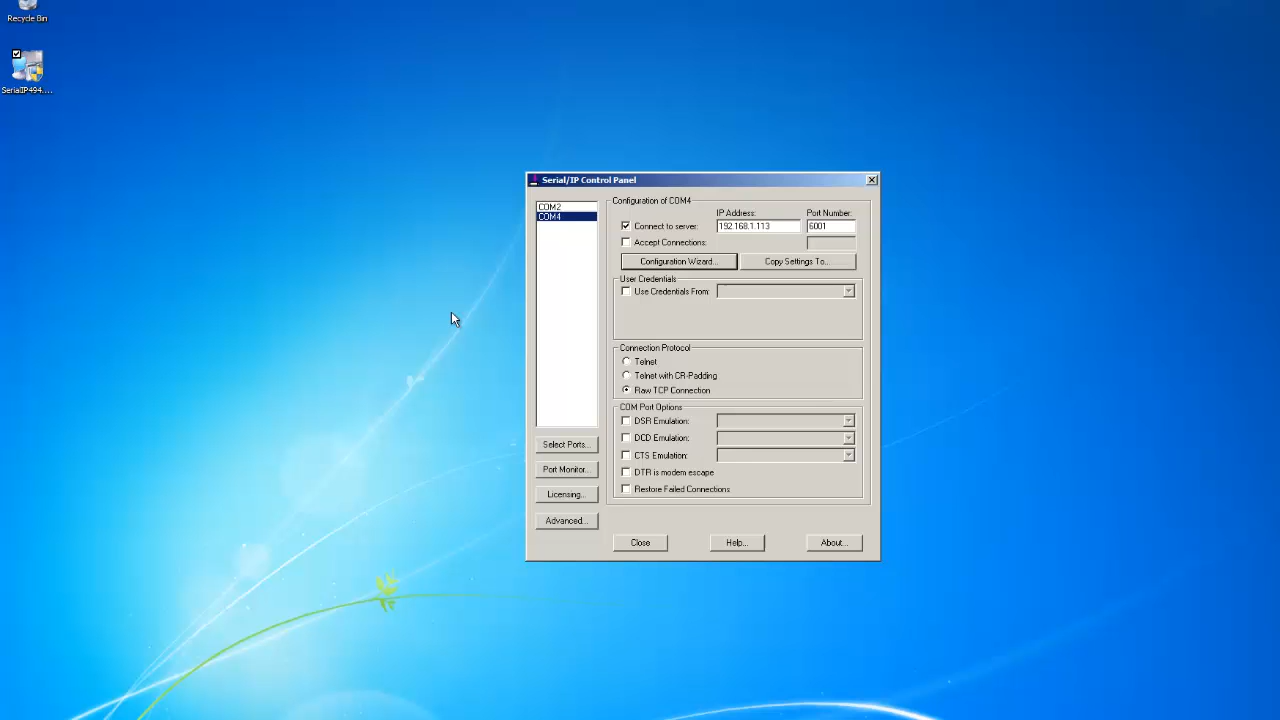 Recycle Bin
SerialIP494....
Serial/IP Control Panel
COM2
COM4
Configuration of COM4
IP Address:
Port Number:
Connect to server:
192.168.1.113
6001
Accept Connections:
Configuration Wizard...
Copy Settings To...
User Credentials
Use Credentials From:
Connection Protocol
Telnet
Telnet with CR-Padding
Raw TCP Connection
COM Port Options
DSR Emulation:
DCD Emulation:
CTS Emulation:
DTR is modem escape
Restore Failed Connections
Select Ports...
Port Monitor...
Licensing...
Advanced...
Close
Help...
About...